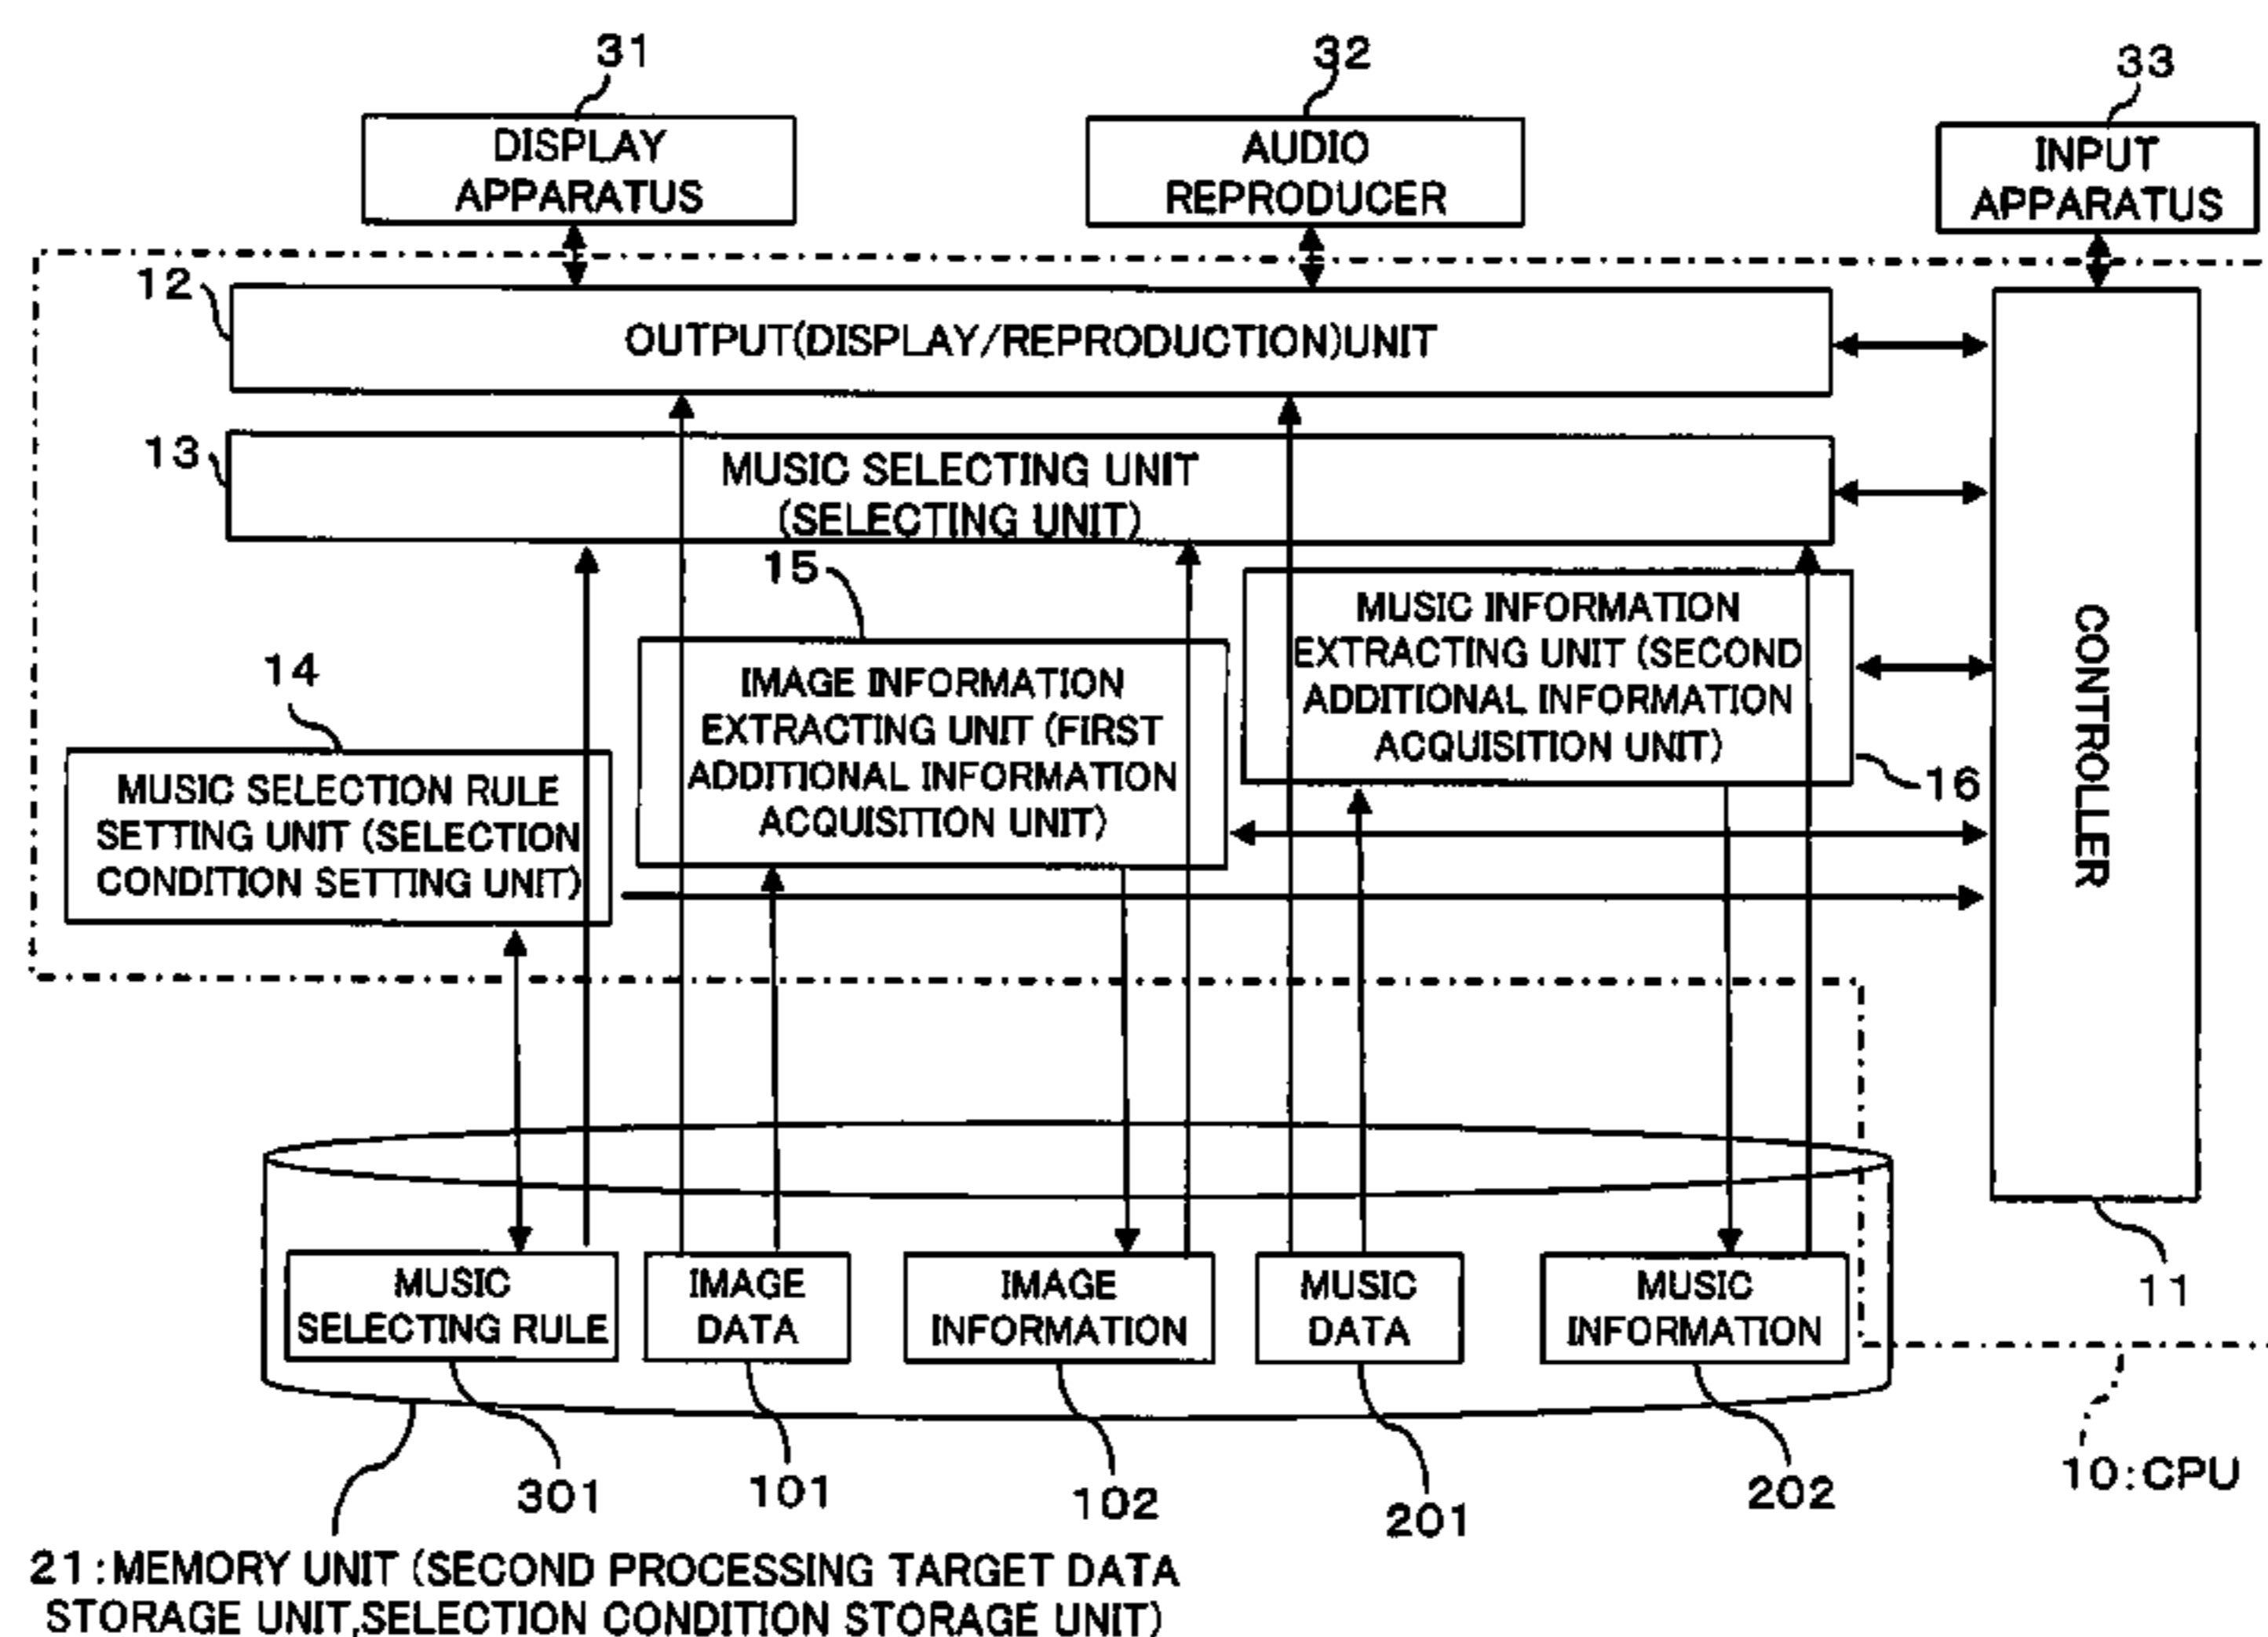 31
32
33
DISPLAY
APPARATUS
AUDIO
REPRODUCER
INPUT
APPARATUS
12
OUTPUT(DISPLAY/REPRODUCTION)UNIT
13
MUSIC SELECTING UNIT
(SELECTING UNIT)
15
MUSIC INFORMATION
EXTRACTING UNIT (SECOND
ADDITIONAL INFORMATION
ACQUISITION UNIT)
16
14
IMAGE INFORMATION
EXTRACTING UNIT (FIRST
ADDITIONAL INFORMATION
ACQUISITION UNIT)
MUSIC SELECTION RULE
SETTING UNIT (SELECTION
CONDITION SETTING UNIT)
CONTROLLER
11
MUSIC
SELECTING RULE
IMAGE
DATA
IMAGE
INFORMATION
MUSIC
DATA
MUSIC
INFORMATION
301
101
102
201
202
10:CPU
21:MEMORY UNIT (SECOND PROCESSING TARGET DATA
STORAGE UNIT,SELECTION CONDITION STORAGE UNIT)